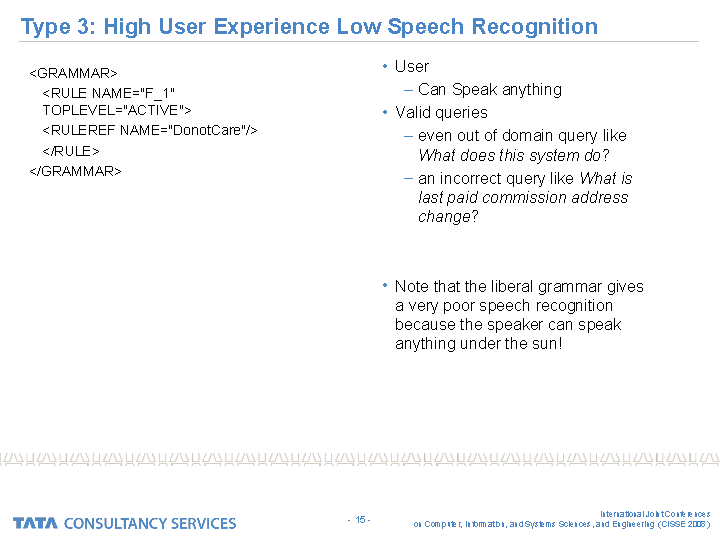 Type 3: High User Experience Low Speech Recognition
<GRAMMAR>
<RULE NAME="F_1"
TOPLEVEL="ACTIVE">
<RULEREF NAME="DonotCare"/>
</RULE>
</GRAMMAR>
• User
– Can Speak anything
• Valid queries
– even out of domain query like
What does this system do?
– an incorrect query like What is
last paid commission address
change?
• Note that the liberal grammar gives
a very poor speech recognition
because the speaker can speak
anything under the sun!
TATA CONSULTANCY SERVICES
- 15 -
International Joint Conferences
on Computer, Information, and Systems Sciences, and Engineering (CISSE 2008)